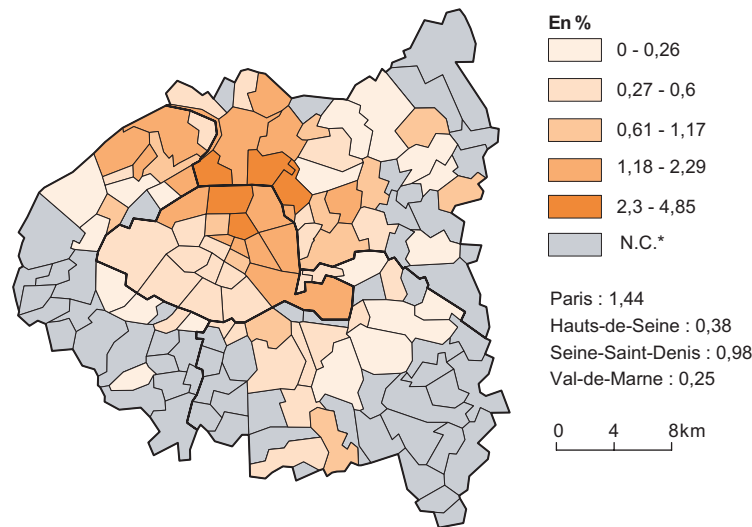 En %
0 - 0,26
0,27 - 0,6
0,61 - 1,17
1,18 - 2,29
2,3 - 4,85
N.C.*
Paris : 1,44
Hauts-de-Seine : 0,38
Seine-Saint-Denis : 0,98
Val-de-Marne : 0,25
0 4 8km